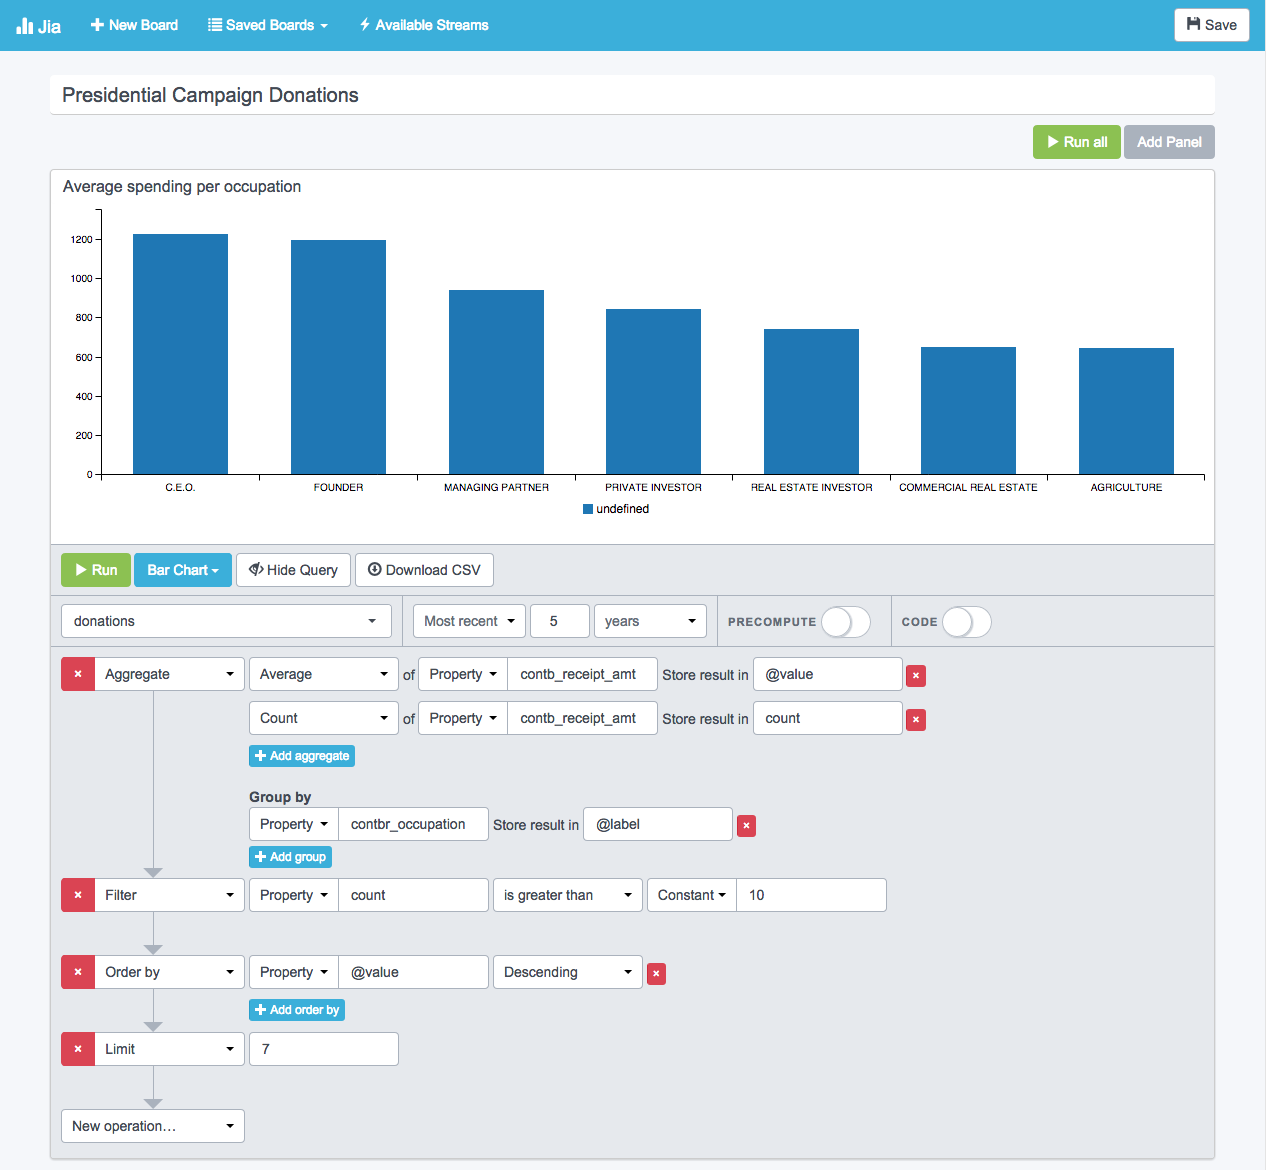 Jia New Board Saved Boards Available Streams Save
Presidential Campaign Donations
Run all Add Panel
Average spending per occupation
1200
1000
800
600
400
200
0
C.E.O. FOUNDER MANAGING PARTNER PRIVATE INVESTOR REAL ESTATE INVESTOR COMMERCIAL REAL ESTATE AGRICULTURE
undefined
Run Bar Chart Hide Query Download CSV
donations Most recent 5 years PRECOMPUTE CODE
× Aggregate Average of Property contb_receipt_amt Store result in @value ×
Count of Property contb_receipt_amt Store result in count ×
Add aggregate
Group by
Property contbr_occupation Store result in @label ×
Add group
× Filter Property count is greater than Constant 10
× Order by Property @value Descending ×
Add order by
× Limit 7
New operation...